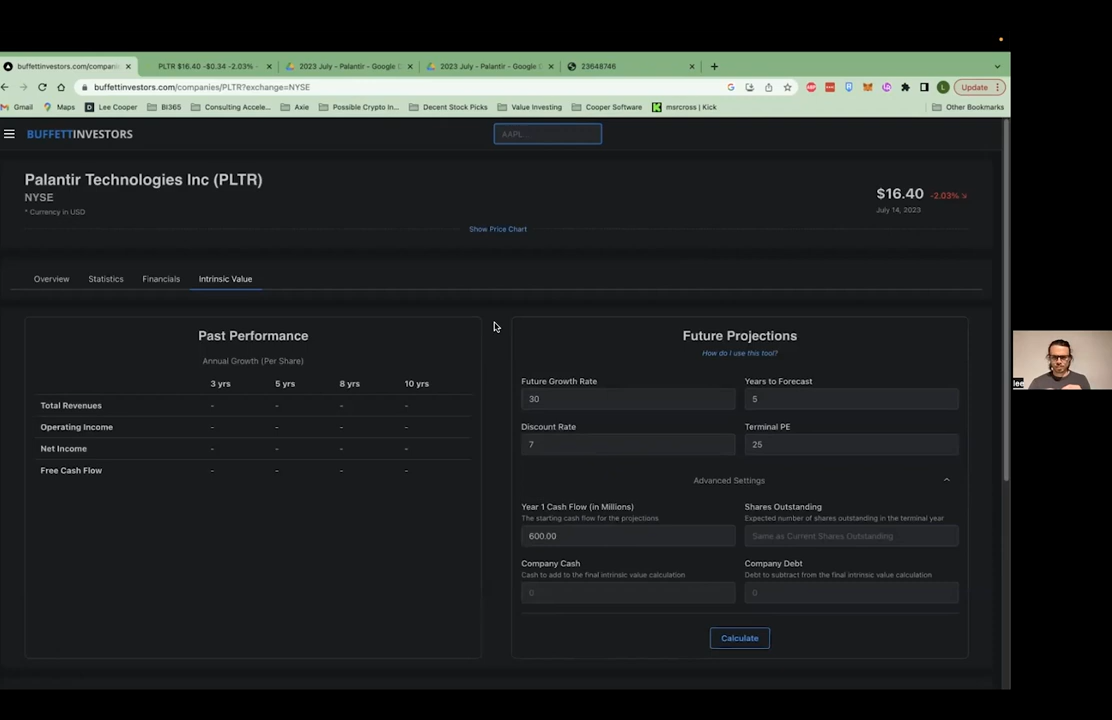 buffettinvestors.com/compani
PLTR $16.40 -$0.34 -2.03%
2023 July - Palantir - Google
2023 July - Palantir - Google
23648746
buffettinvestors.com/companies/PLTR?exchange=NYSE
Update
Gmail
Maps
Lee Cooper
BI365
Consulting Accele...
Axie
Possible Crypto In...
Decent Stock Picks
Value Investing
Cooper Software
msrcross | Kick
Other Bookmarks
BUFFETTINVESTORS
AAPL
Palantir Technologies Inc (PLTR)
NYSE
* Currency in USD
$16.40 -2.03%
July 14, 2023
Show Price Chart
Overview Statistics Financials Intrinsic Value
Past Performance
Annual Growth (Per Share)
3 yrs 5 yrs 8 yrs 10 yrs
Total Revenues - - - -
Operating Income - - - -
Net Income - - - -
Free Cash Flow - - - -
Future Projections
How do I use this tool?
Future Growth Rate Years to Forecast
30 5
Discount Rate Terminal PE
7 25
Advanced Settings
Year 1 Cash Flow (in Millions) Shares Outstanding
The starting cash flow for the projections Expected number of shares outstanding in the terminal year
600.00 Same as Current Shares Outstanding
Company Cash Company Debt
Cash to add to the final intrinsic value calculation Debt to subtract from the final intrinsic value calculation
0 0
Calculate
lee